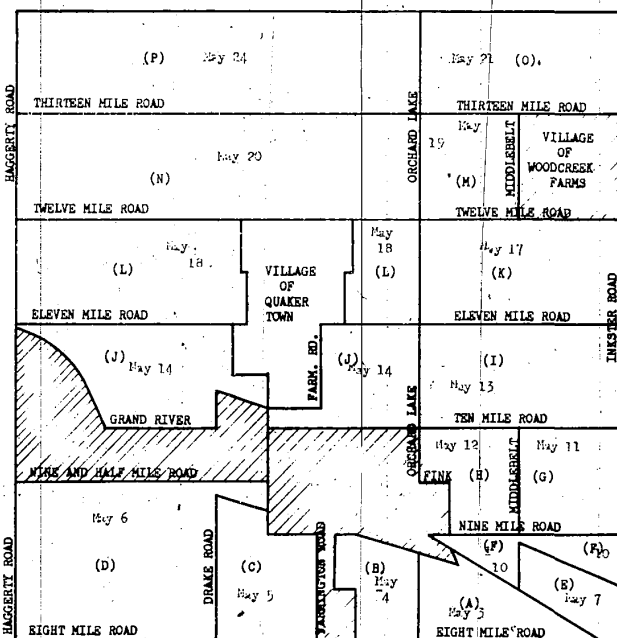 (P) May 24
May 21 (O).
THIRTEEN MILE ROAD
THIRTEEN MILE ROAD
HAGGERTY ROAD
ORCHARD LAKE
May
19
(M)
MIDDLEBELT
VILLAGE
OF
WOODCREEK
FARMS
May 20
(N)
TWELVE MILE ROAD
TWELVE MILE ROAD
May
18
(L)
VILLAGE
OF
QUAKER
TOWN
May
18
(L)
May 17
(K)
ELEVEN MILE ROAD
ELEVEN MILE ROAD
INKSTER ROAD
(J)
May 14
FARM. RD.
(J)
May 14
(I)
May 13
GRAND RIVER
TEN MILE ROAD
ORCHARD LAKE
May 12
May 11
FINK (H)
MIDDLEBELT
(G)
NINE AND HALF MILE ROAD
NINE MILE ROAD
May 6
(D)
HAGGERTY ROAD
DRAKE ROAD
(C)
May 5
FARMINGTON ROAD
(B)
May
4
(F)
10
(F)
10
(E)
May 7
(A)
May 3
EIGHT MILE ROAD
EIGHT MILE ROAD